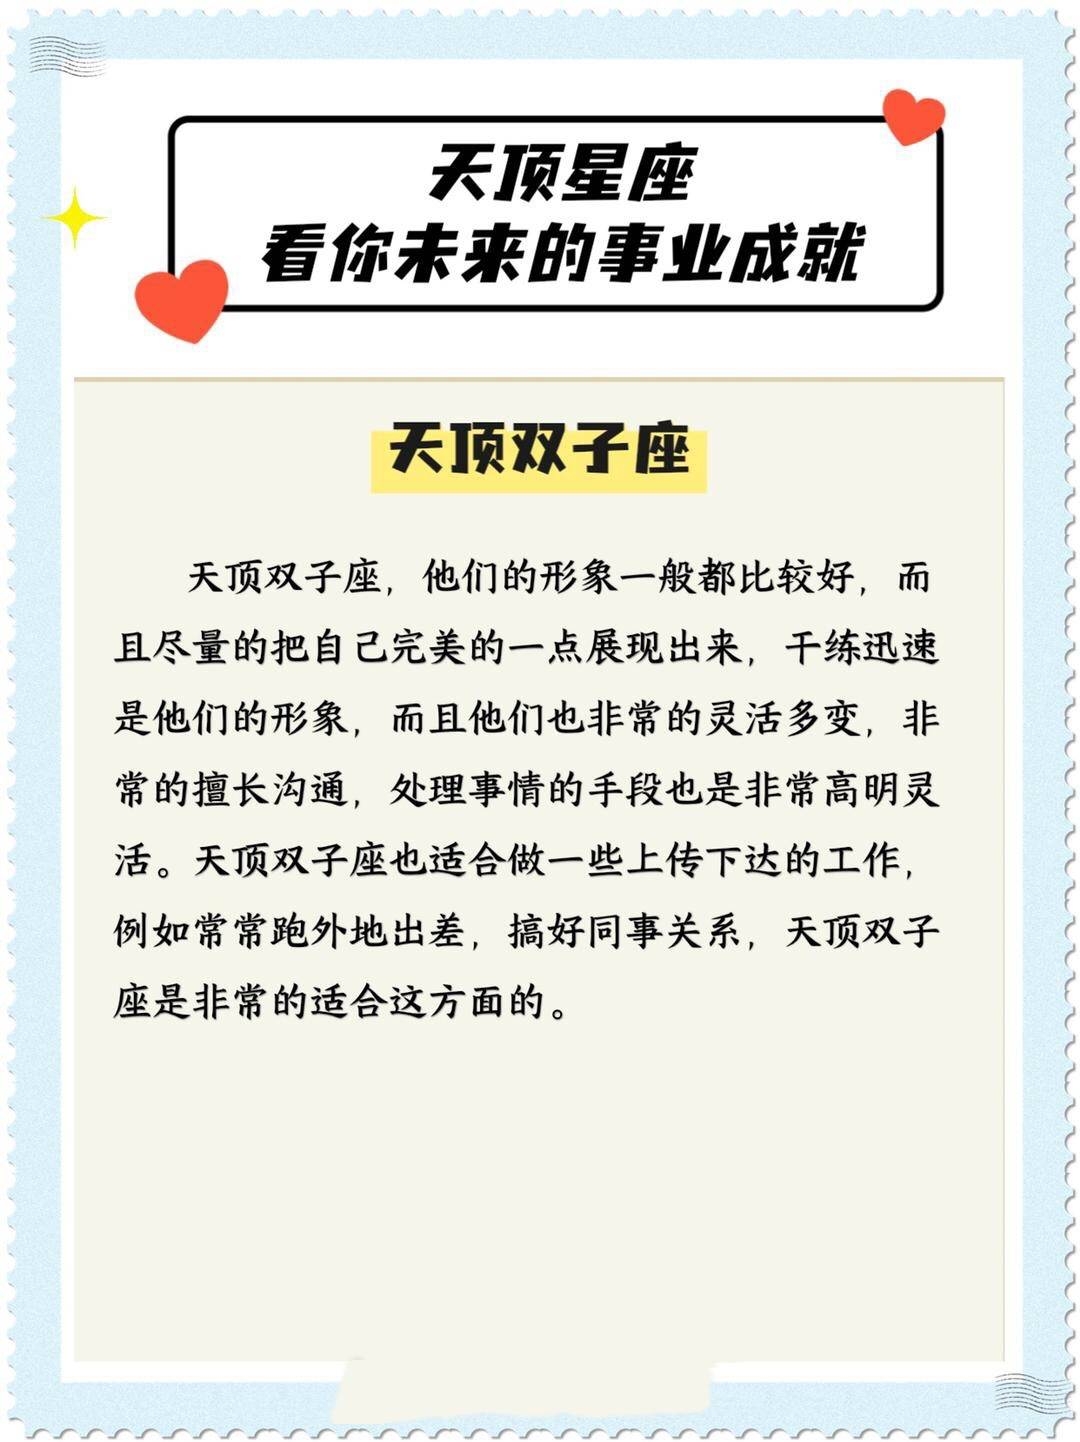 天顶星座
看你未来的事业成就
天顶双子座
天顶双子座，他们的形象一般都比较好，而
且尽量的把自己完美的一点展现出来，干练迅速
是他们的形象，而且他们也非常的灵活多变，非
常的擅长沟通，处理事情的手段也是非常高明灵
活。天顶双子座也适合做一些上传下达的工作，
例如常常跑外地出差，搞好同事关系，天顶双子
座是非常的适合这方面的。